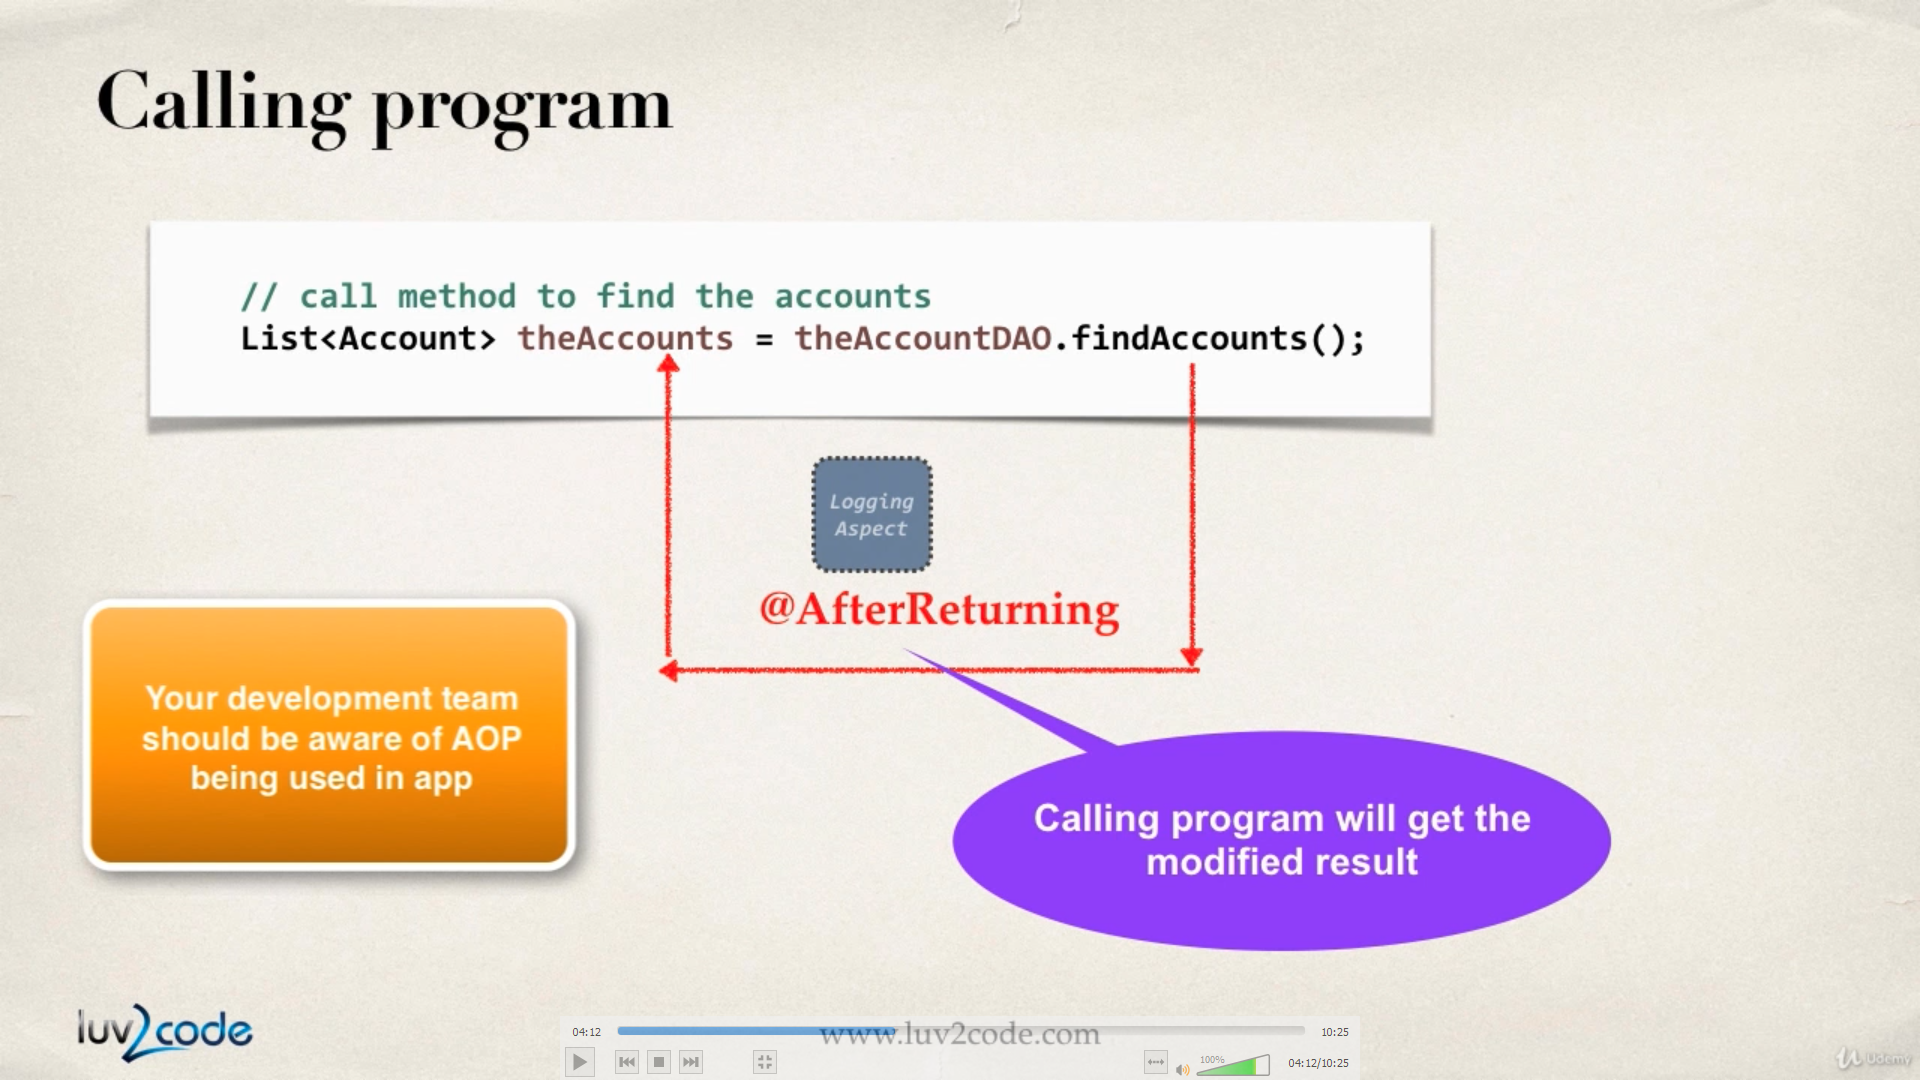 Calling program
// call method to find the accounts
List<Account> theAccounts = theAccountDAO.findAccounts();
Logging
Aspect
@AfterReturning
Your development team
should be aware of AOP
being used in app
Calling program will get the
modified result
luv2code
www.luv2code.com
04:12
10:25
100%
04:12/10:25
Udemy